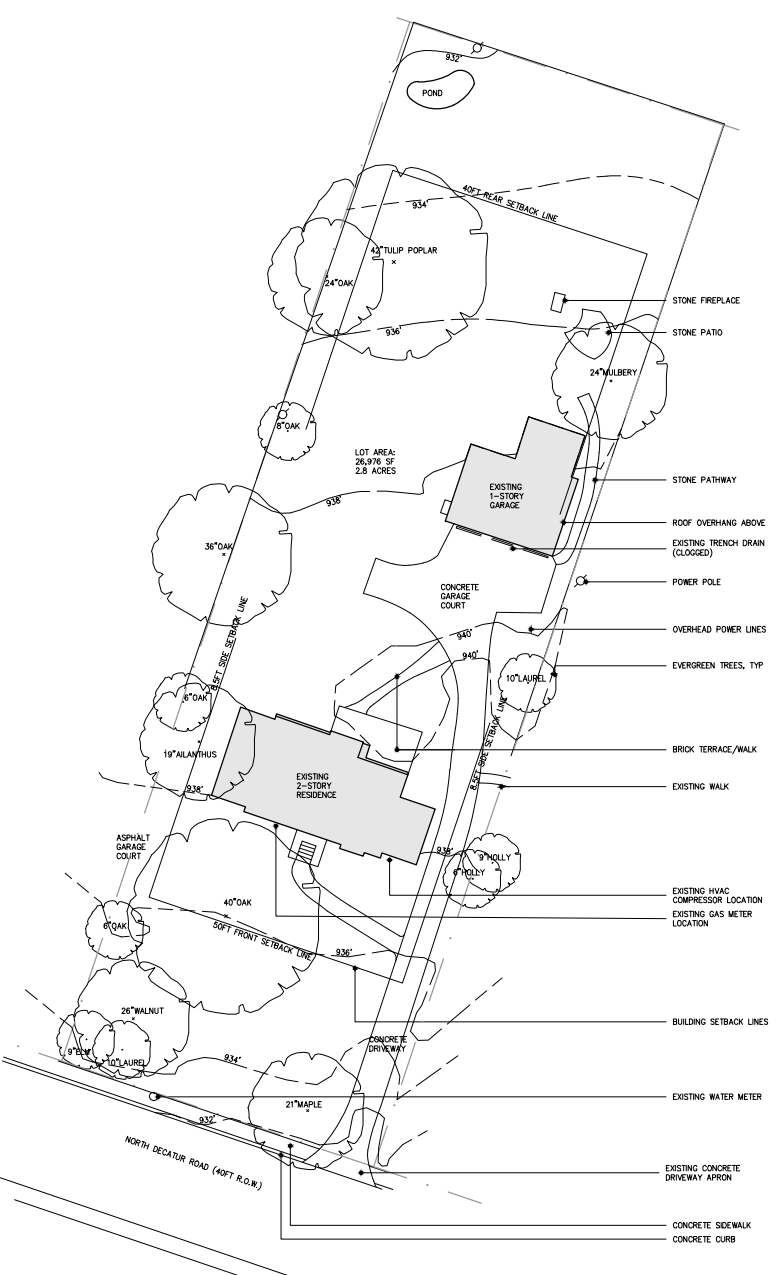 932'
POND
40FT REAR SETBACK LINE
934'
42"TULIP POPLAR
24"OAK
STONE FIREPLACE
936'
STONE PATIO
24"MULBERY
8"OAK
LOT AREA:
26,976 SF
2.8 ACRES
STONE PATHWAY
EXISTING
1-STORY
GARAGE
938'
ROOF OVERHANG ABOVE
36"OAK
EXISTING TRENCH DRAIN
(CLOGGED)
POWER POLE
CONCRETE
GARAGE
COURT
8.5FT SIDE SETBACK LINE
OVERHEAD POWER LINES
940'
940'
EVERGREEN TREES, TYP
10"LAUREL
6"OAK
8.5FT SIDE SETBACK LINE
19"AILANTHUS
BRICK TERRACE/WALK
EXISTING
2-STORY
RESIDENCE
938'
EXISTING WALK
ASPHALT
GARAGE
COURT
938'
9"HOLLY
6"HOLLY
EXISTING HVAC
COMPRESSOR LOCATION
40"OAK
EXISTING GAS METER
LOCATION
6"OAK
50FT FRONT SETBACK LINE
936'
26"WALNUT
BUILDING SETBACK LINES
9"ELM
10"LAUREL
934'
CONCRETE
DRIVEWAY
EXISTING WATER METER
21"MAPLE
932'
NORTH DECATUR ROAD (40FT R.O.W.)
EXISTING CONCRETE
DRIVEWAY APRON
CONCRETE SIDEWALK
CONCRETE CURB